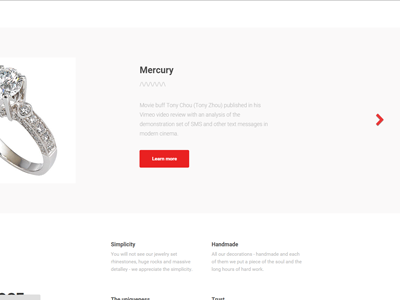 Mercury
Movie buff Tony Chou (Tony Zhou) published in his
Vimeo video review with an analysis of the
demonstration set of SMS and other text messages in
modern cinema.
Learn more
Simplicity
You will not see our jewelry set
rhinestones, huge rocks and massive
detailley - we appreciate the simplicity.
Handmade
All our decorations - handmade and each
of them we put a piece of the soul and the
long hours of hard work.
The uniqueness
Trust